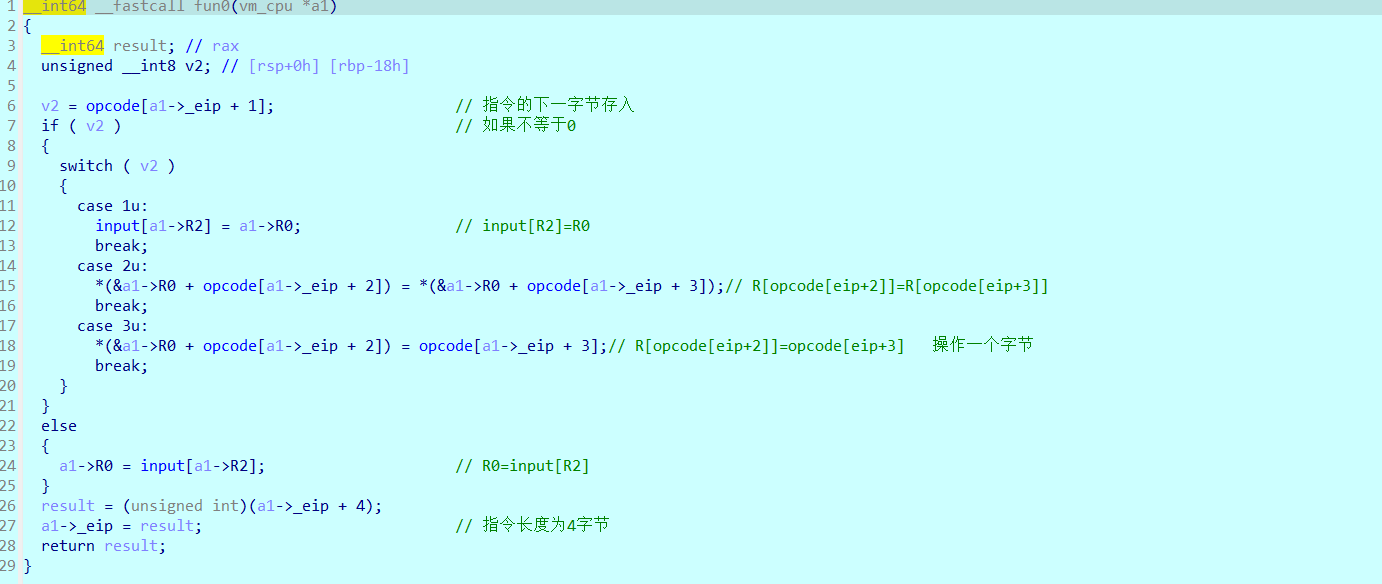 1 __int64 __fastcall fun0(vm_cpu *a1)
2 {
3   __int64 result; // rax
4   unsigned __int8 v2; // [rsp+0h] [rbp-18h]
5
6   v2 = opcode[a1->_eip + 1];                    // 指令的下一字节存入
7   if ( v2 )                                     // 如果不等于0
8   {
9     switch ( v2 )
10     {
11       case 1u:
12         input[a1->R2] = a1->R0;                 // input[R2]=R0
13         break;
14       case 2u:
15         *(&a1->R0 + opcode[a1->_eip + 2]) = *(&a1->R0 + opcode[a1->_eip + 3]);// R[opcode[eip+2]]=R[opcode[eip+3]]
16         break;
17       case 3u:
18         *(&a1->R0 + opcode[a1->_eip + 2]) = opcode[a1->_eip + 3];// R[opcode[eip+2]]=opcode[eip+3]   操作一个字节
19         break;
20     }
21   }
22   else
23   {
24     a1->R0 = input[a1->R2];                     // R0=input[R2]
25   }
26   result = (unsigned int)(a1->_eip + 4);
27   a1->_eip = result;                            // 指令长度为4字节
28   return result;
29 }